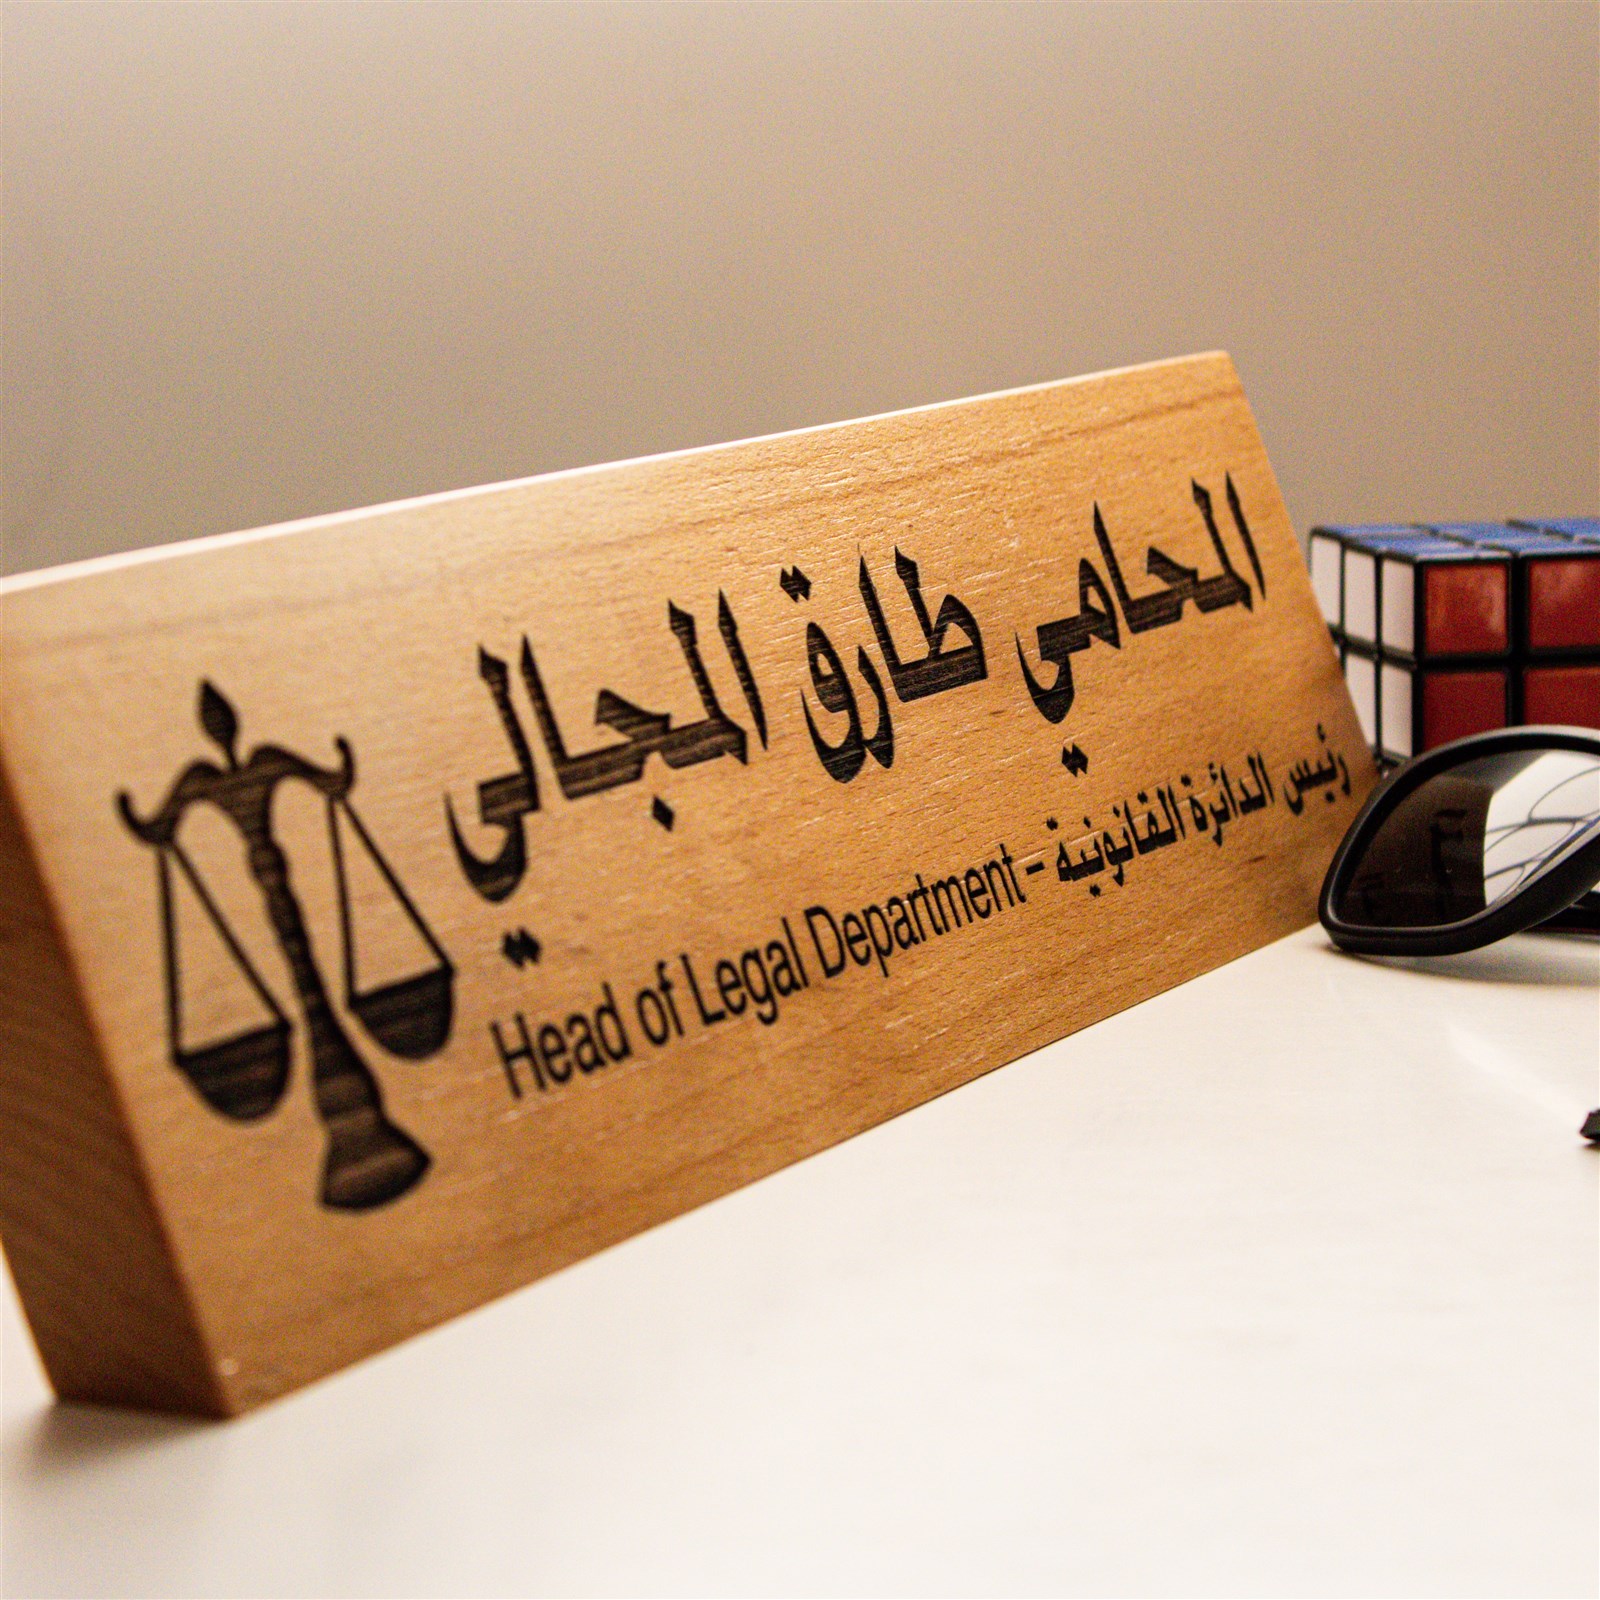 المحامي طارق المجالي
رئيس الدائرة القانونية - Head of Legal Department